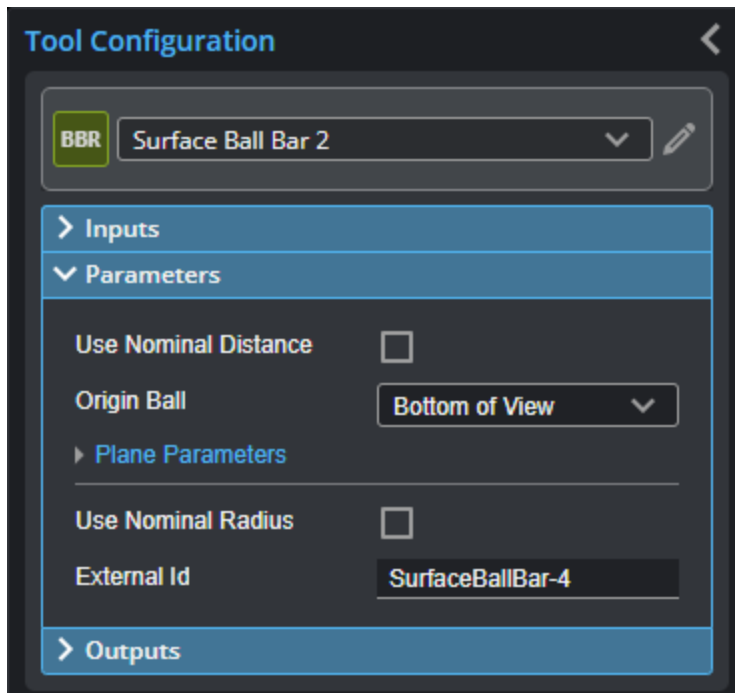 Tool Configuration
BBR Surface Ball Bar 2
Inputs
Parameters
Use Nominal Distance
Origin Ball Bottom of View
Plane Parameters
Use Nominal Radius
External Id SurfaceBallBar-4
Outputs